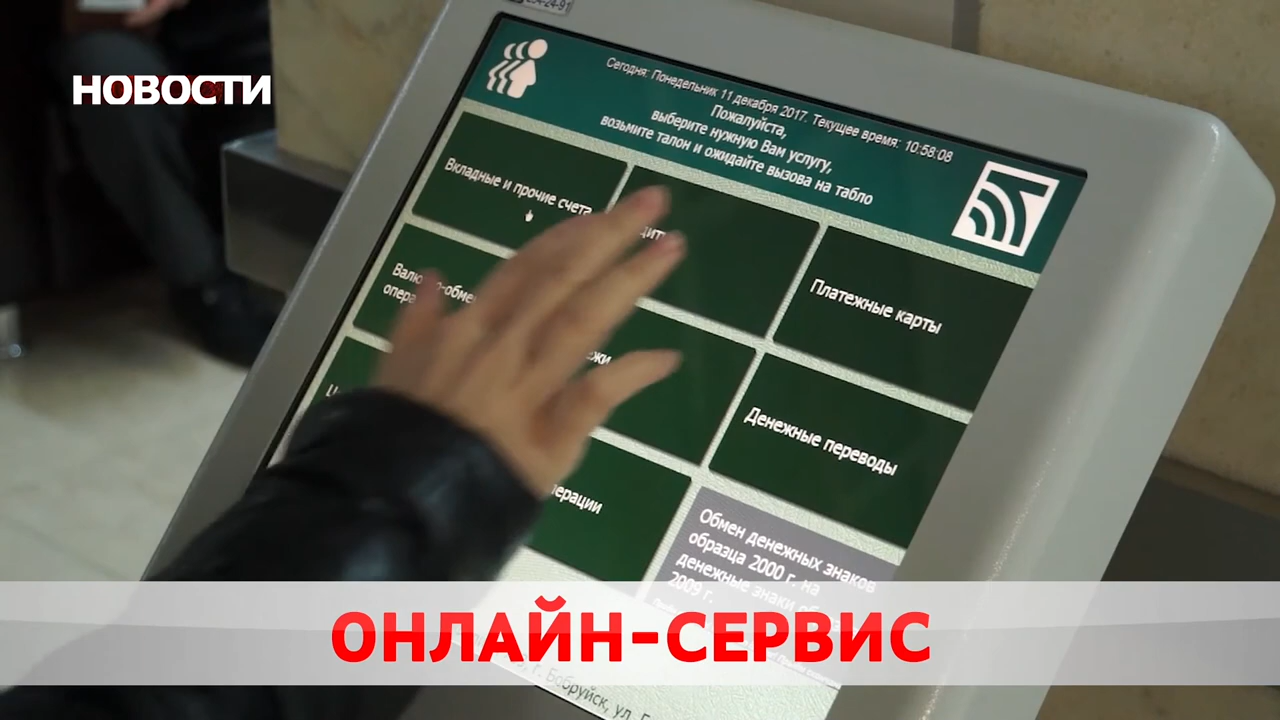 НОВОСТИ
Сегодня: Понедельник 11 декабря 2017. Текущее время: 10:58:08
Пожалуйста,
выберите нужную Вам услугу,
возьмите талон и ожидайте вызова на табло
Вкладные и прочие счета
Платежные карты
Денежные переводы
Обмен денежных знаков
образца 2000 г. на
денежные знаки
2009 г.
ОНЛАЙН-СЕРВИС
г. Бобруйск, ул.